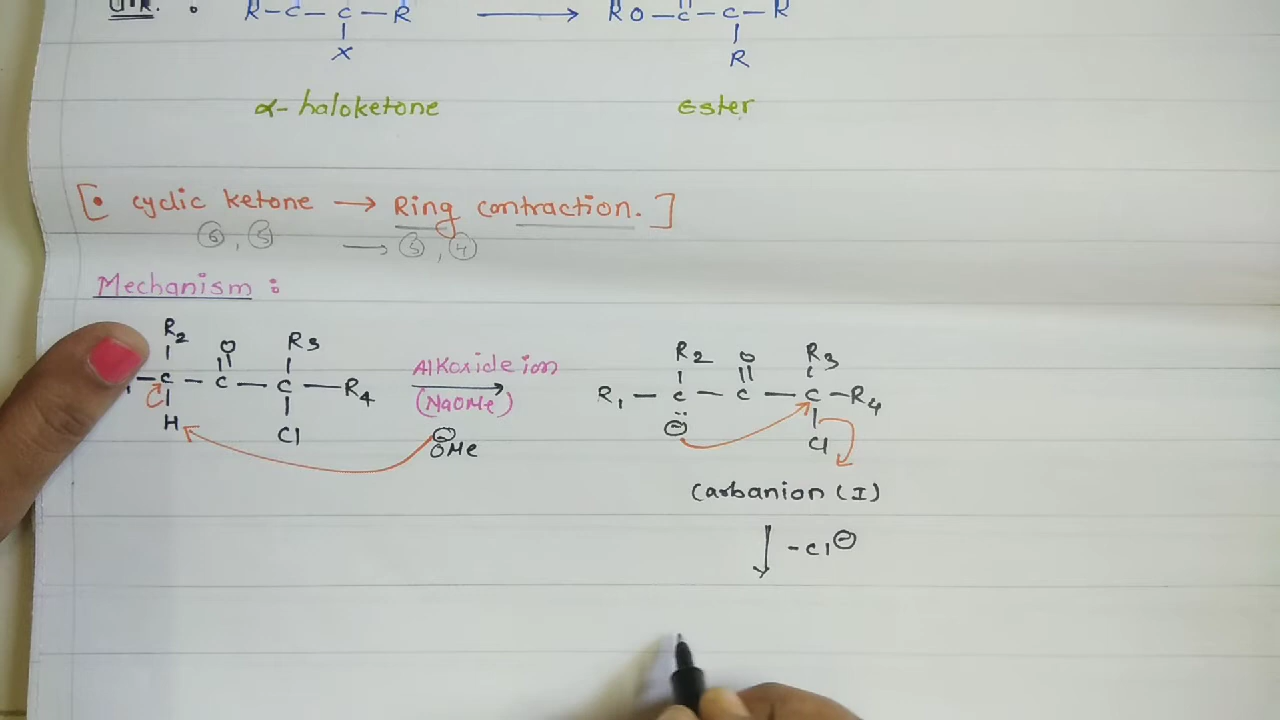 R-C-C-R ⟶ RO-C-C-R
X R
α-haloketone Ester
[• cyclic ketone → Ring contraction.]
⑥, ⑤ → ⑤, ④
Mechanism :
R2 O R3 Alkoxide ion R2 O R3
-C-C-C-R4 (NaOMe) R1-C-C-C-R4
H Cl ⊖OMe ⊖ Cl
Carbanion (I)
↓ -Cl⊖